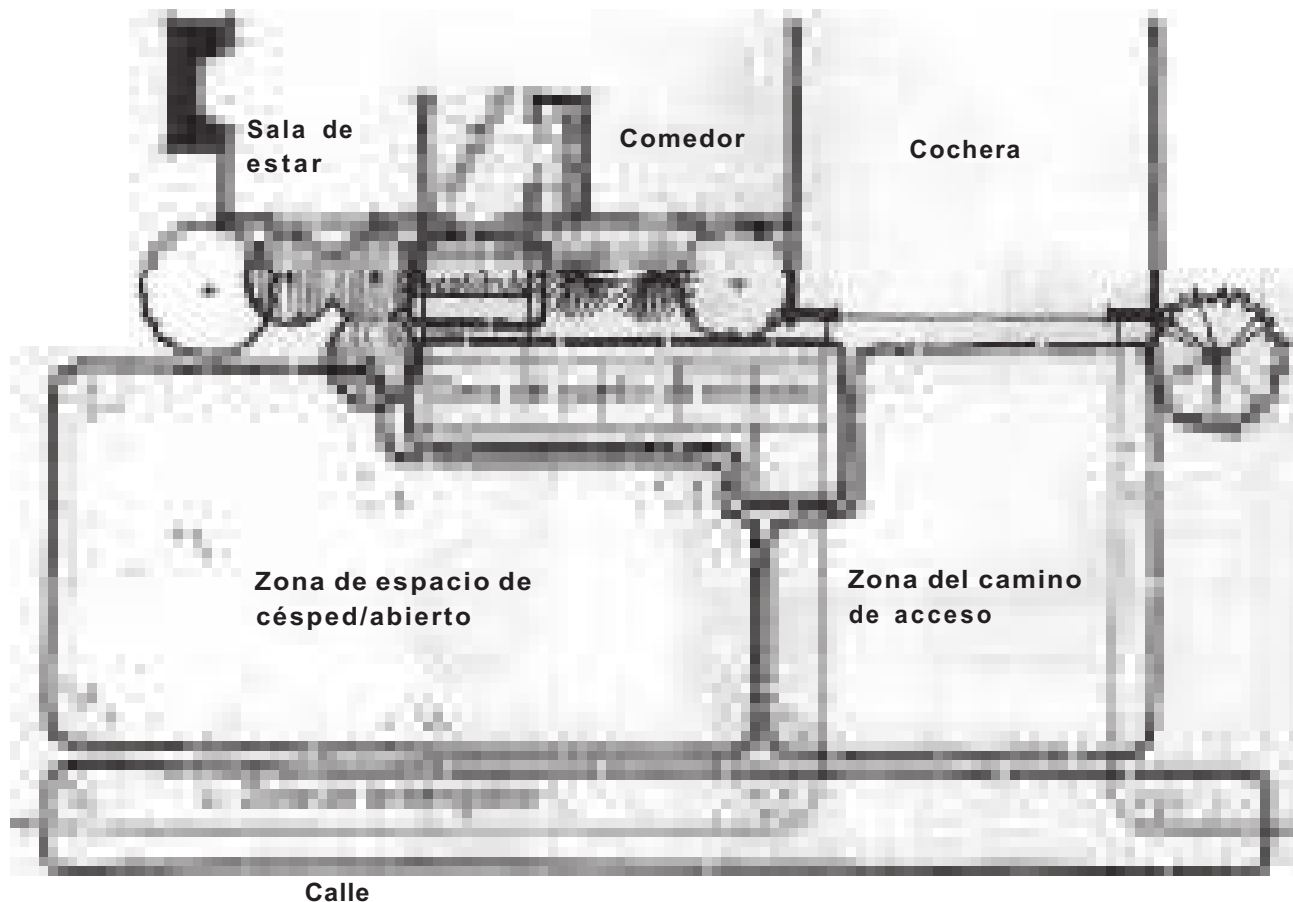 Sala de
estar
Comedor
Cochera
Zona de espacio de
césped/abierto
Zona del camino
de acceso
Calle